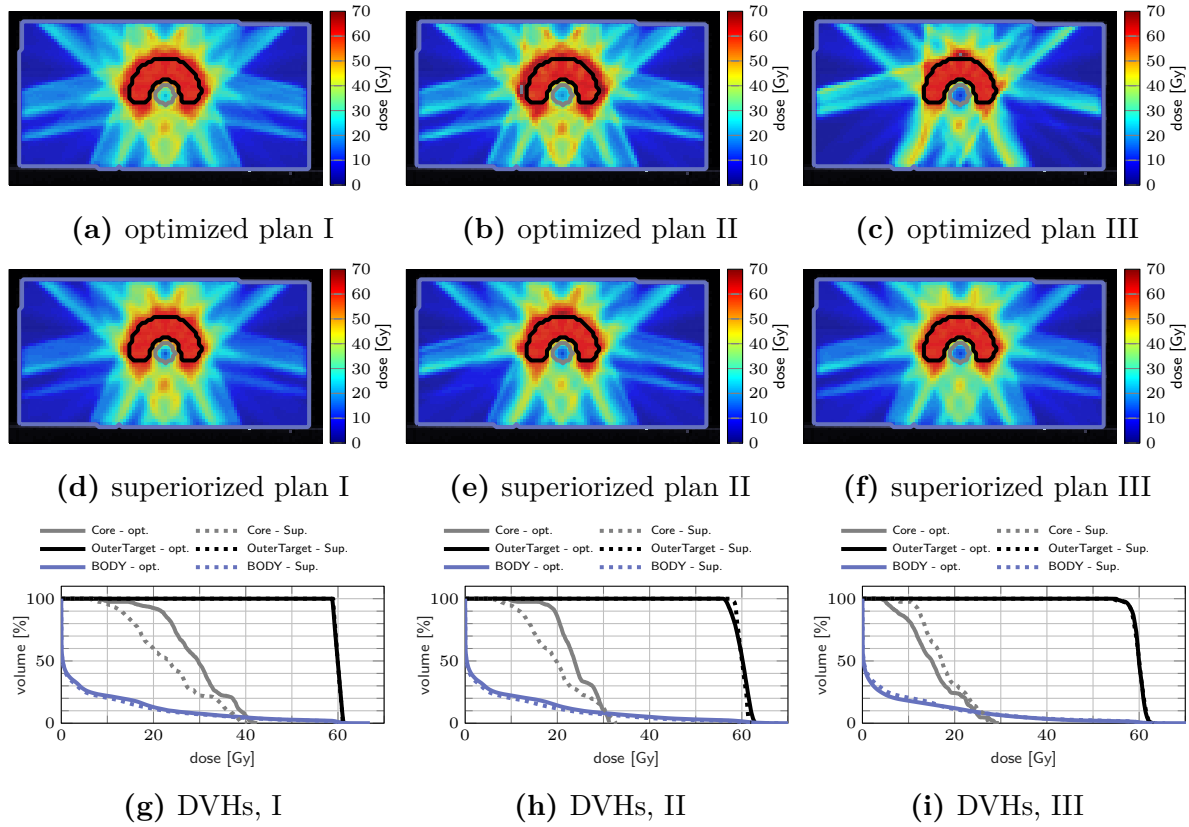 70
60
50
40
30
20
10
0
dose [Gy]
70
60
50
40
30
20
10
0
dose [Gy]
70
60
50
40
30
20
10
0
dose [Gy]
(a) optimized plan I
(b) optimized plan II
(c) optimized plan III
70
60
50
40
30
20
10
0
dose [Gy]
70
60
50
40
30
20
10
0
dose [Gy]
70
60
50
40
30
20
10
0
dose [Gy]
(d) superiorized plan I
(e) superiorized plan II
(f) superiorized plan III
Core - opt. Core - Sup.
OuterTarget - opt. OuterTarget - Sup.
BODY - opt. BODY - Sup.
100
50
0
volume [%]
0 20 40 60
dose [Gy]
Core - opt. Core - Sup.
OuterTarget - opt. OuterTarget - Sup.
BODY - opt. BODY - Sup.
100
50
0
volume [%]
0 20 40 60
dose [Gy]
Core - opt. Core - Sup.
OuterTarget - opt. OuterTarget - Sup.
BODY - opt. BODY - Sup.
100
50
0
volume [%]
0 20 40 60
dose [Gy]
(g) DVHs, I
(h) DVHs, II
(i) DVHs, III